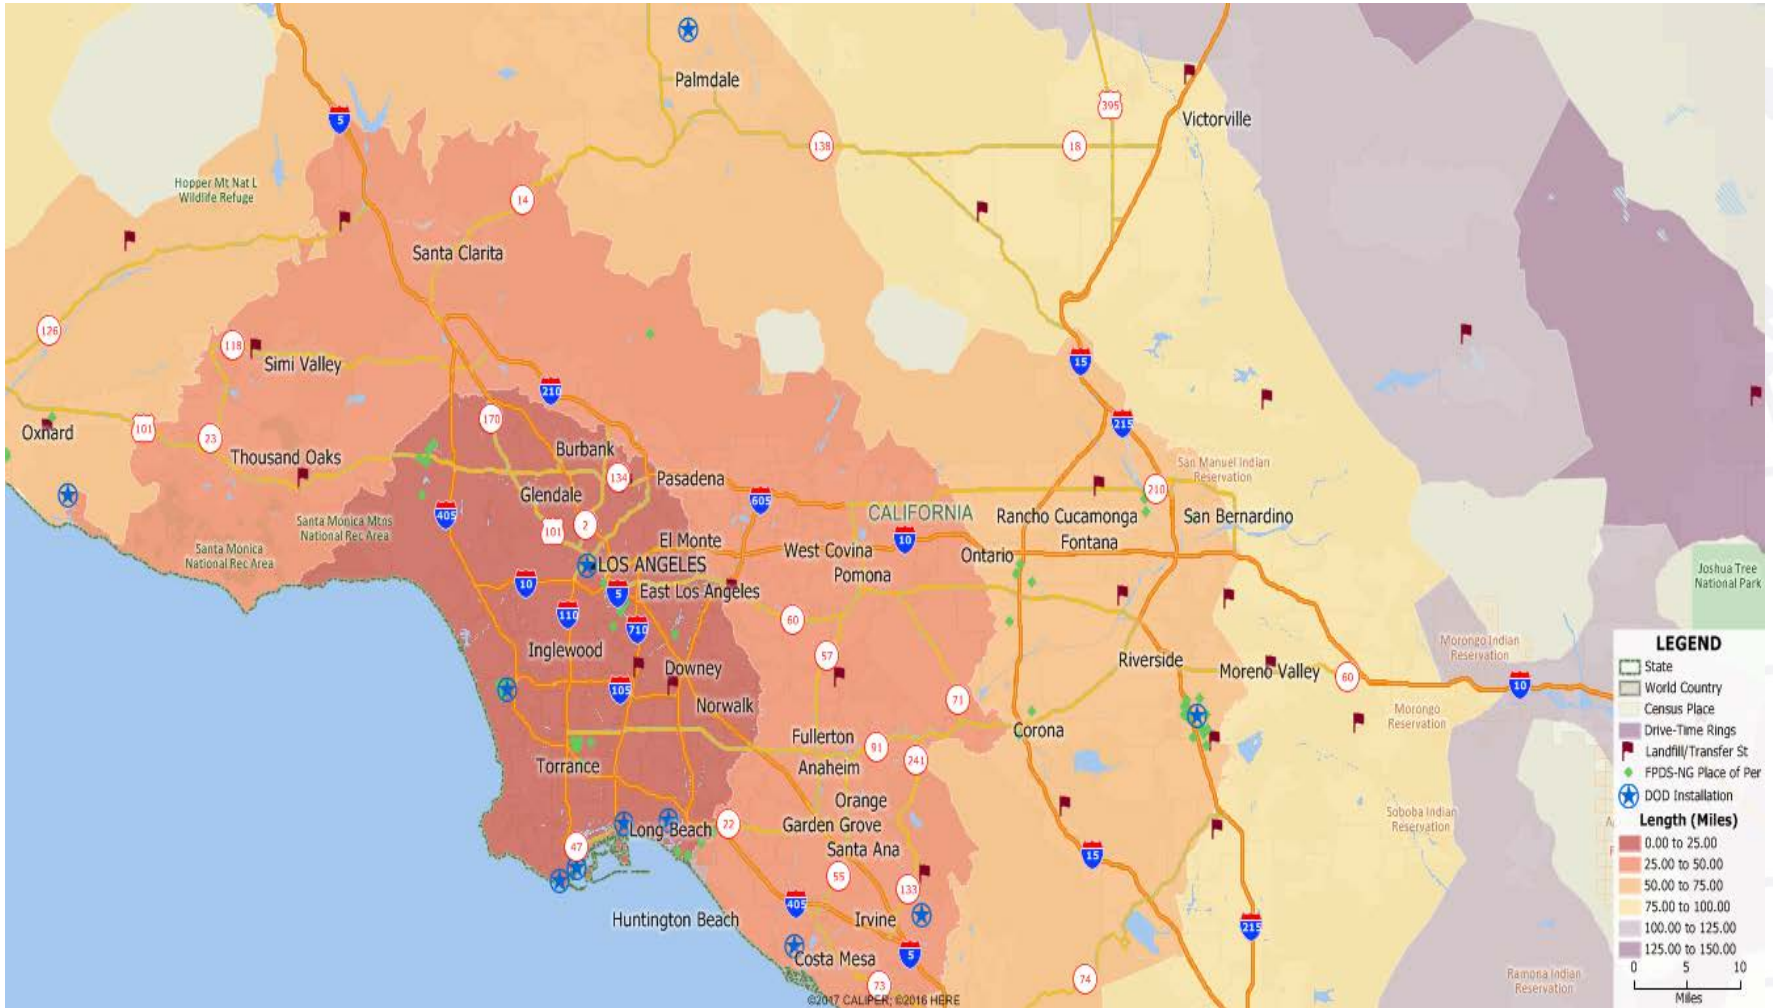 Palmdale
5
395
Victorville
138
18
Hopper Mt Nat L
Wildlife Refuge
14
Santa Clarita
126
118
Simi Valley
15
210
215
170
101
23
Oxnard
Thousand Oaks
Burbank
134
Pasadena
San Manuel Indian
Reservation
210
Glendale
605
405
CALIFORNIA
Rancho Cucamonga
San Bernardino
Santa Monica Mtns
National Rec Area
101
2
El Monte
West Covina
10
Ontario
Fontana
Santa Monica
National Rec Area
LOS ANGELES
Pomona
Joshua Tree
National Park
10
5
East Los Angeles
110
710
60
Inglewood
57
Downey
Riverside
Moreno Valley
60
Morongo Indian
Reservation
10
105
71
Norwalk
Morongo
Reservation
Fullerton
91
Corona
241
Torrance
Anaheim
Orange
Long Beach
22
Garden Grove
Soboba Indian
Reservation
47
Santa Ana
15
55
133
Huntington Beach
405
Irvine
215
5
Costa Mesa
73
74
Ramona Indian
Reservation
©2017 CALIPER; ©2016 HERE
LEGEND
State
World Country
Census Place
Drive-Time Rings
Landfill/Transfer St
FPDS-NG Place of Per
DOD Installation
Length (Miles)
0.00 to 25.00
25.00 to 50.00
50.00 to 75.00
75.00 to 100.00
100.00 to 125.00
125.00 to 150.00
0 5 10
Miles